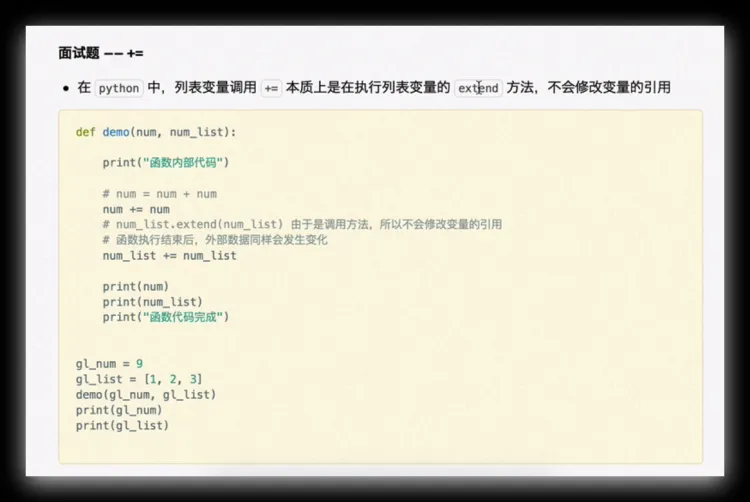 面试题 —— +=
• 在 python 中，列表变量调用 += 本质上是在执行列表变量的 extend 方法，不会修改变量的引用
def demo(num, num_list):
    print("函数内部代码")
    # num = num + num
    num += num
    # num_list.extend(num_list) 由于是调用方法，所以不会修改变量的引用
    # 函数执行结束后，外部数据同样会发生变化
    num_list += num_list
    print(num)
    print(num_list)
    print("函数代码完成")
gl_num = 9
gl_list = [1, 2, 3]
demo(gl_num, gl_list)
print(gl_num)
print(gl_list)